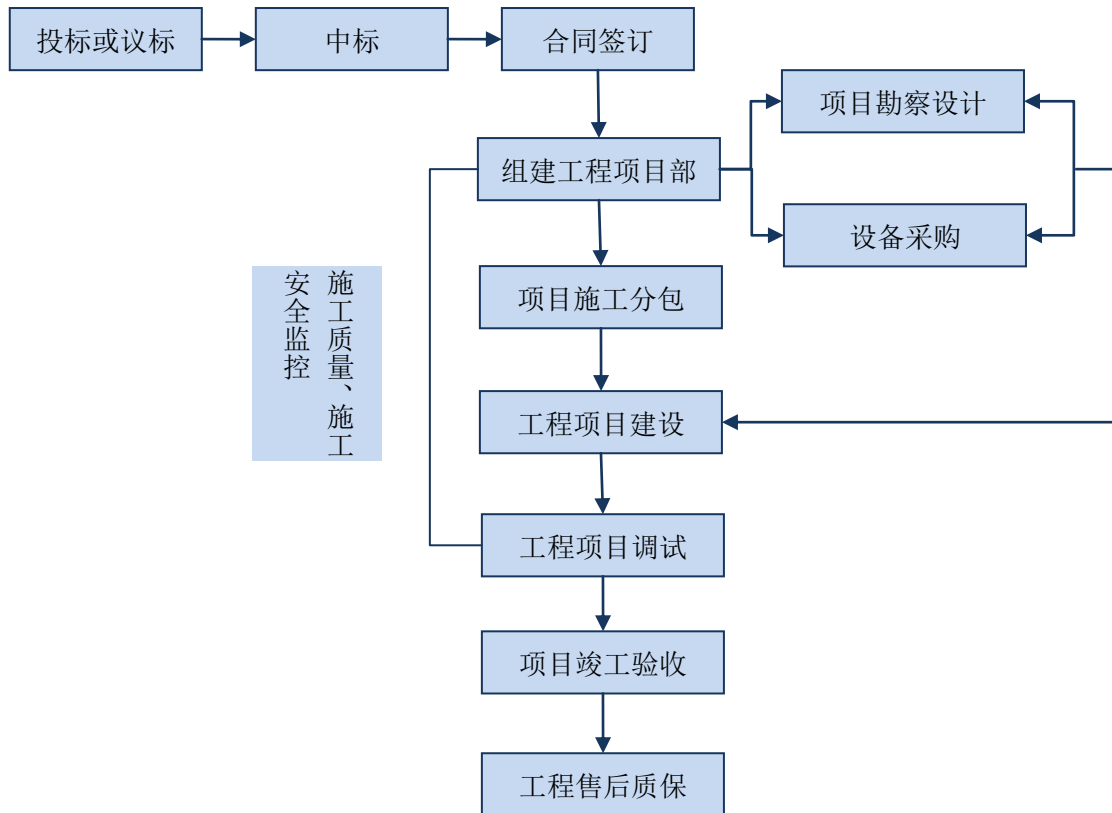 投标或议标
中标
合同签订
项目勘察设计
组建工程项目部
设备采购
项目施工分包
施工质量、施工
安全监控
工程项目建设
工程项目调试
项目竣工验收
工程售后质保